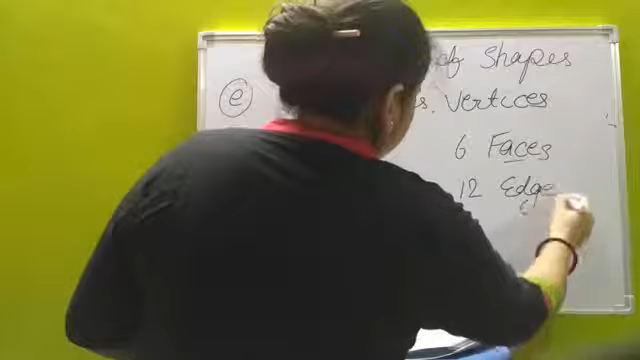 of Shapes
e
s. Vertices
6 Faces
12 Edge